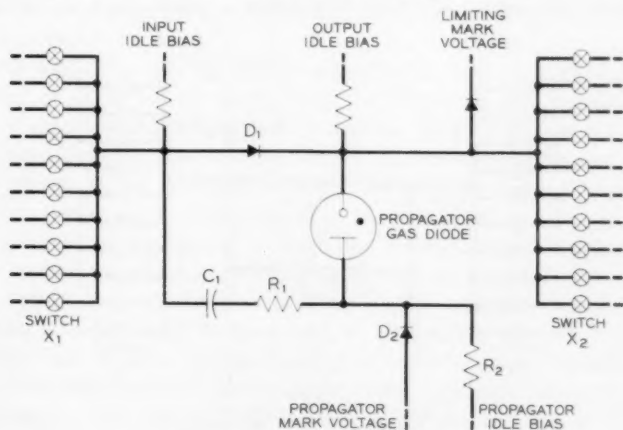 INPUT
IDLE BIAS
OUTPUT
IDLE BIAS
LIMITING
MARK
VOLTAGE
D1
PROPAGATOR
GAS DIODE
C1
R1
D2
R2
SWITCH
X1
SWITCH
X2
PROPAGATOR
MARK VOLTAGE
PROPAGATOR
IDLE BIAS